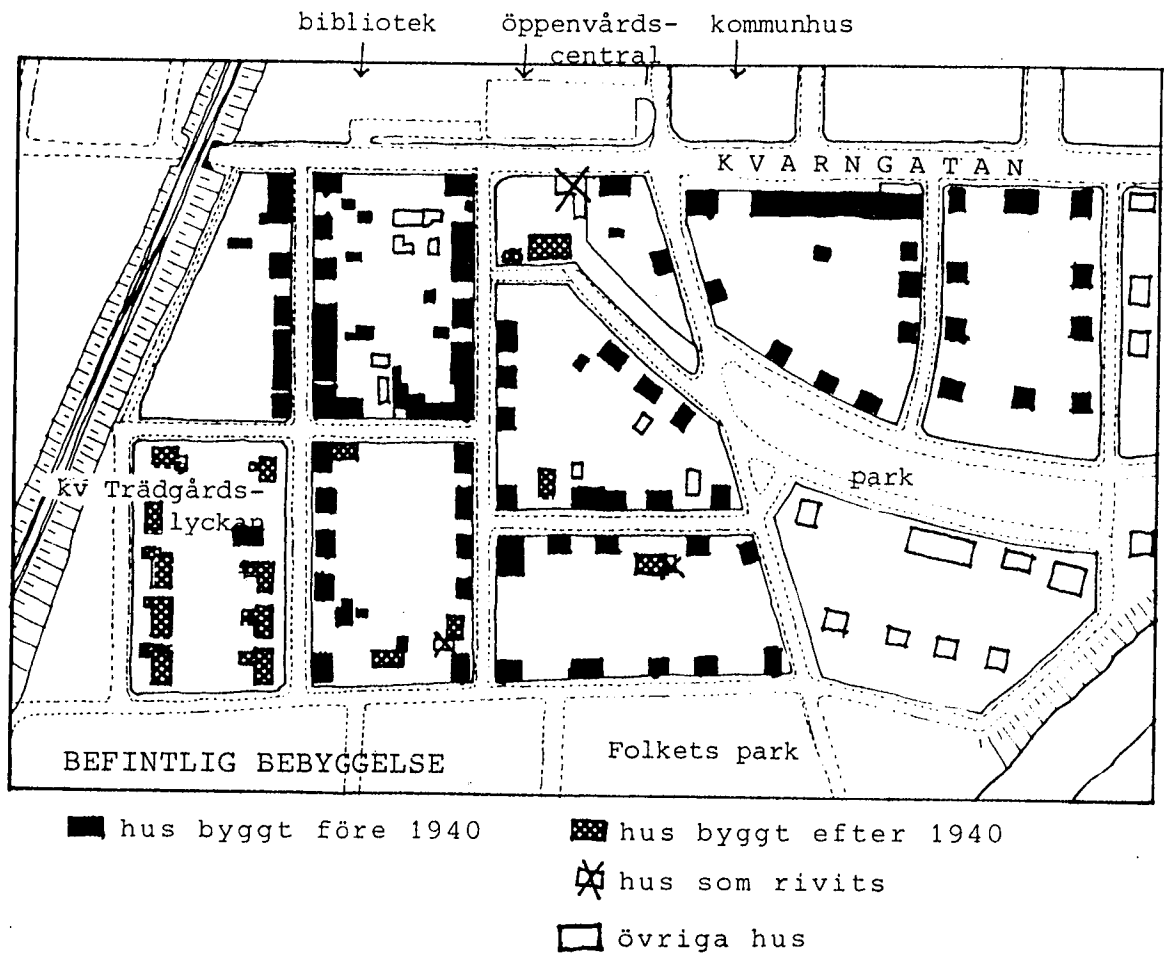 bibliotek
öppenvårds-
central
kommunhus
KVARNGATAN
kv Trädgårds-
lyckan
park
BEFINTLIG BEBYGGELSE
Folkets park
hus byggt före 1940
hus byggt efter 1940
hus som rivits
övriga hus